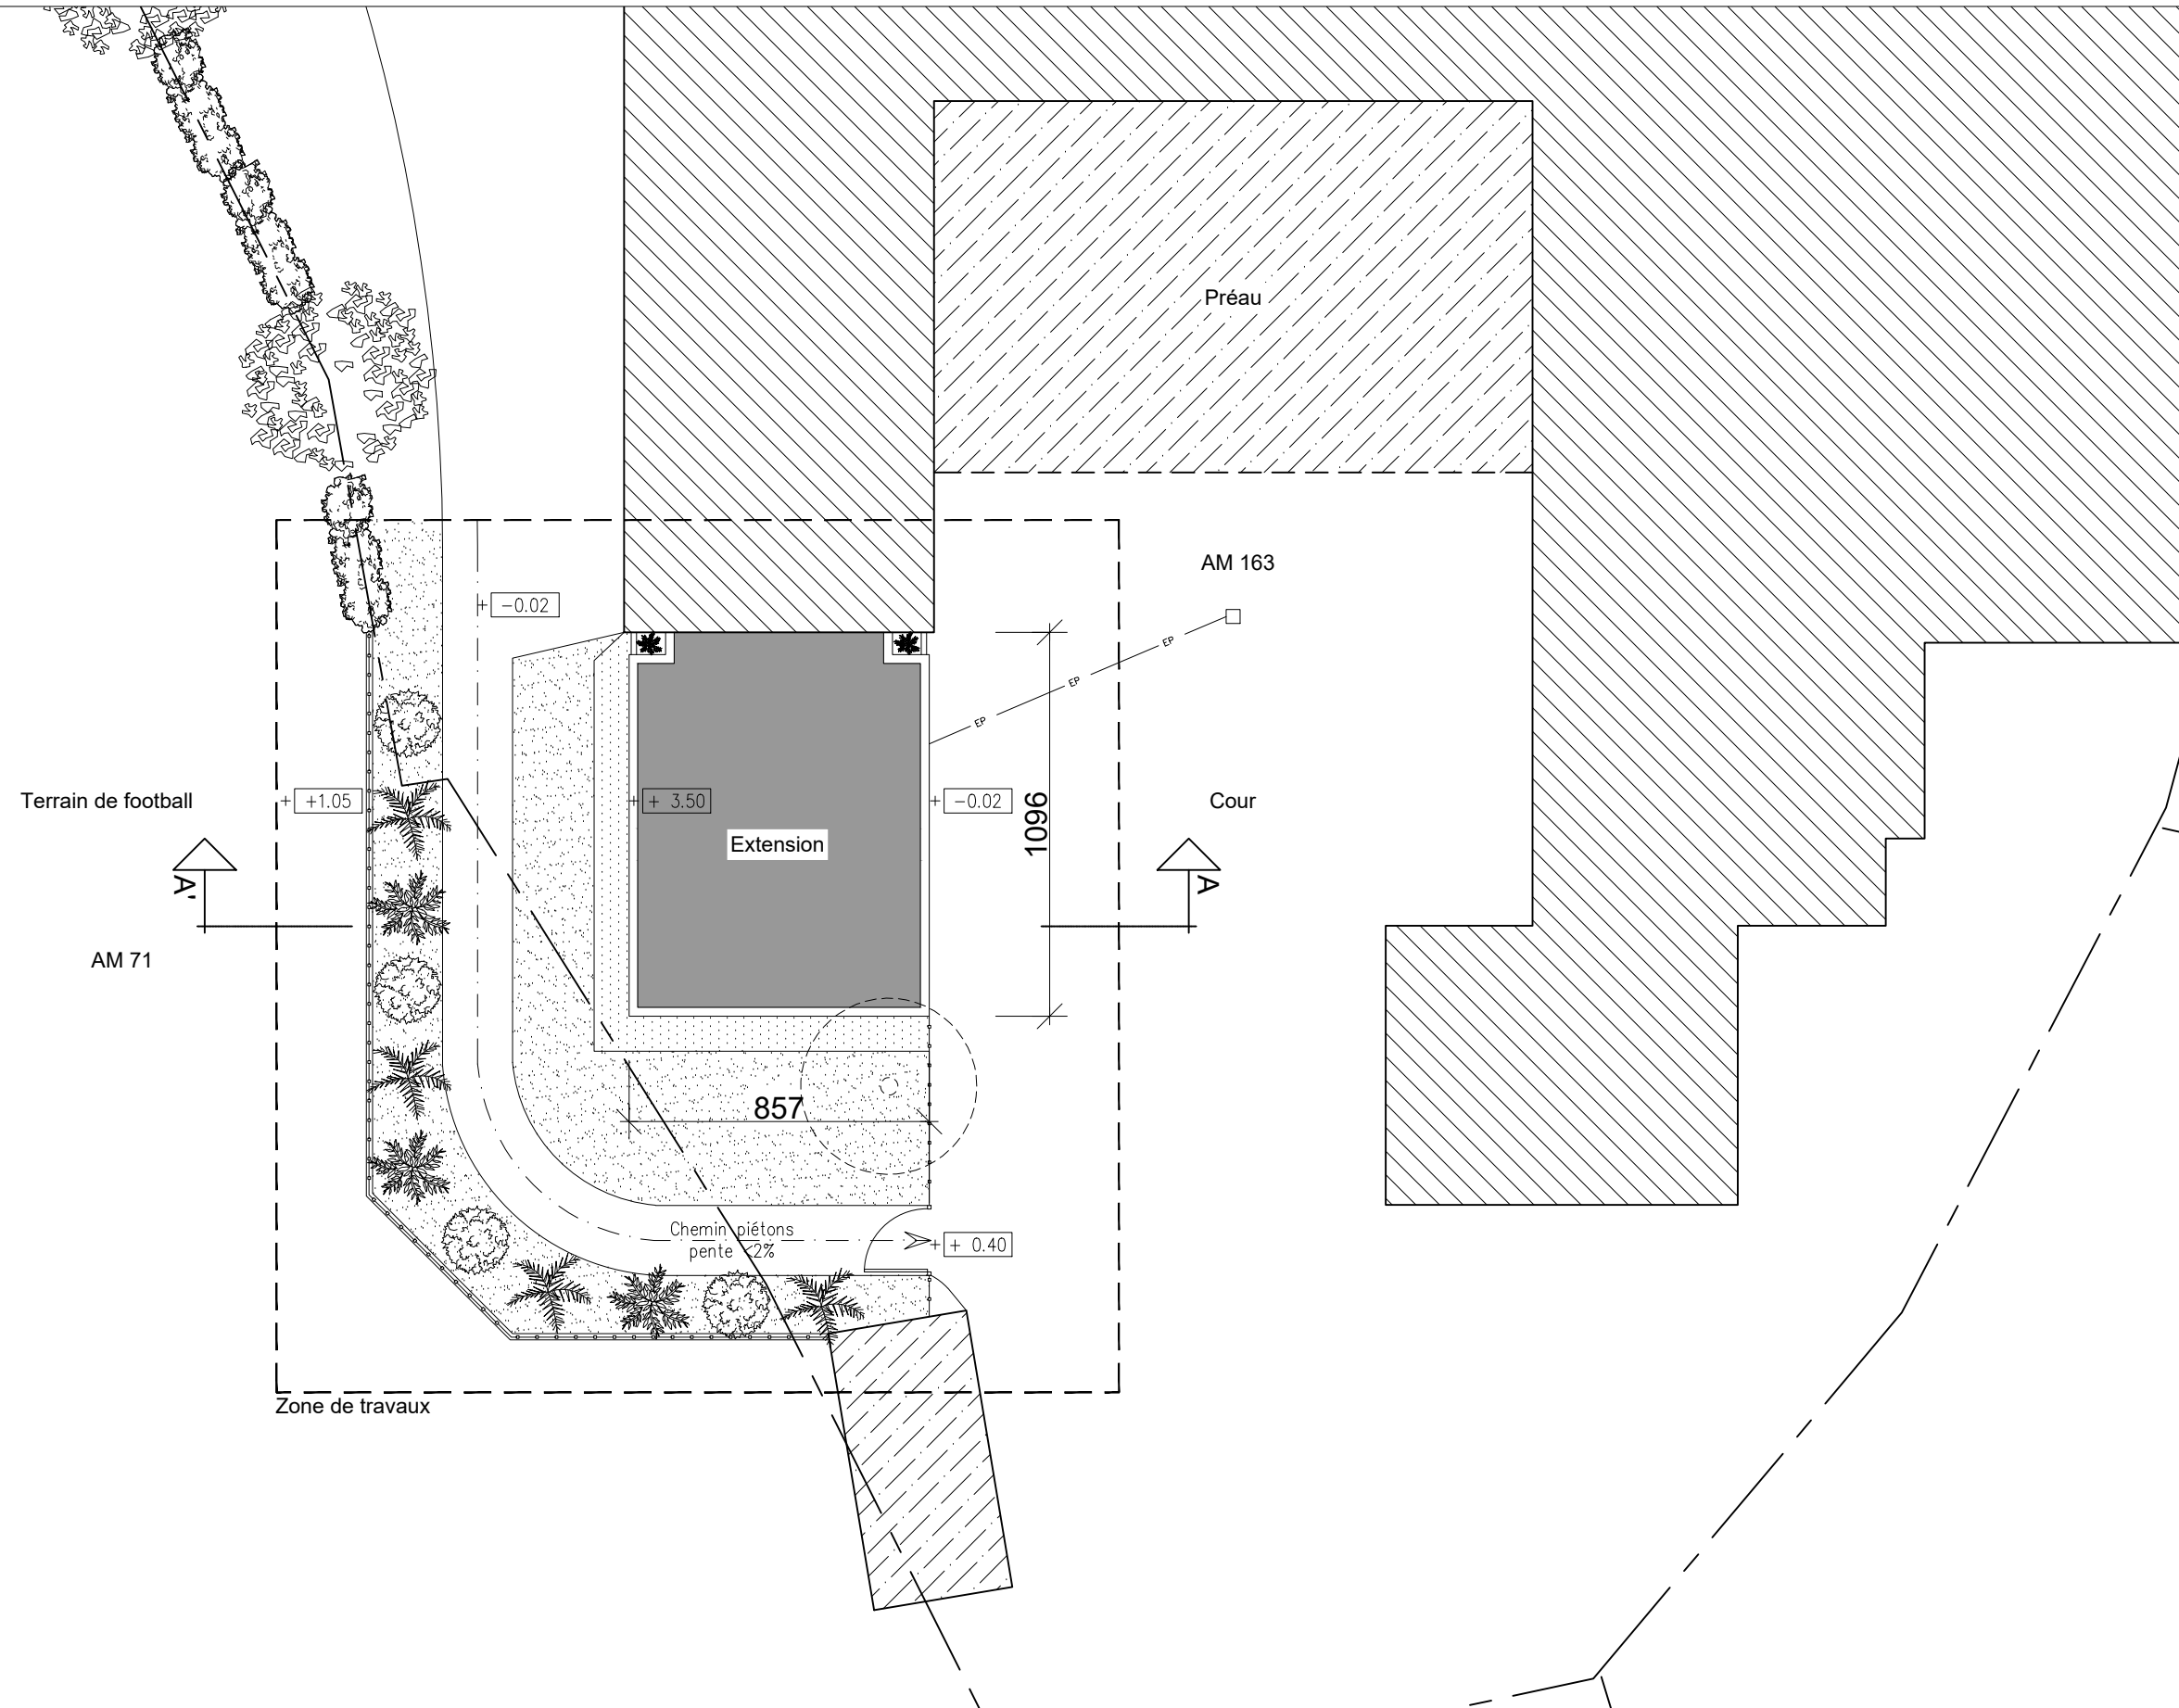 Préau
AM 163
+ -0.02
EP
EP
EP
Terrain de football
+ +1.05
+ + 3.50
+ -0.02
1096
Cour
Extension
A'
A
AM 71
857
Chemin piétons
pente <2%
+ + 0.40
Zone de travaux